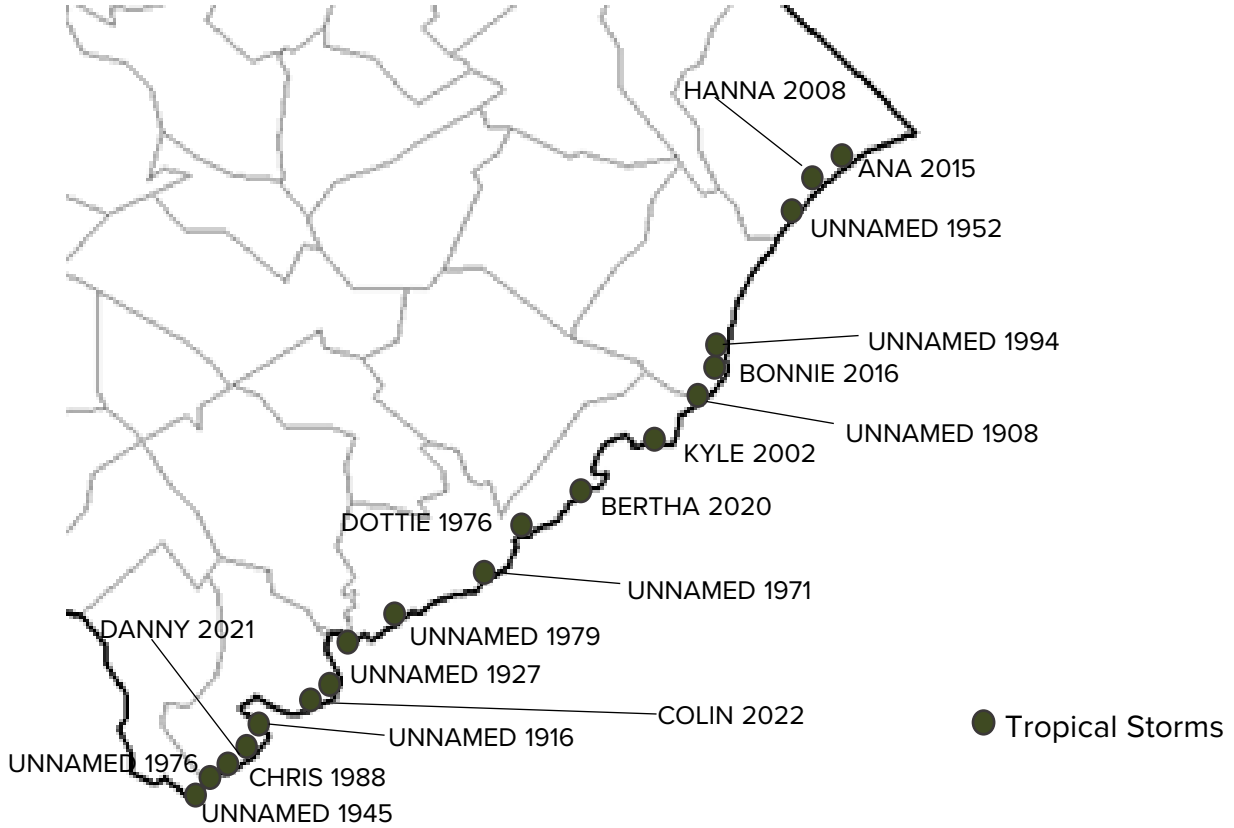 HANNA 2008
ANA 2015
UNNAMED 1952
UNNAMED 1994
BONNIE 2016
UNNAMED 1908
KYLE 2002
BERTHA 2020
DOTTIE 1976
UNNAMED 1971
DANNY 2021
UNNAMED 1979
UNNAMED 1927
COLIN 2022
Tropical Storms
UNNAMED 1916
UNNAMED 1976
CHRIS 1988
UNNAMED 1945